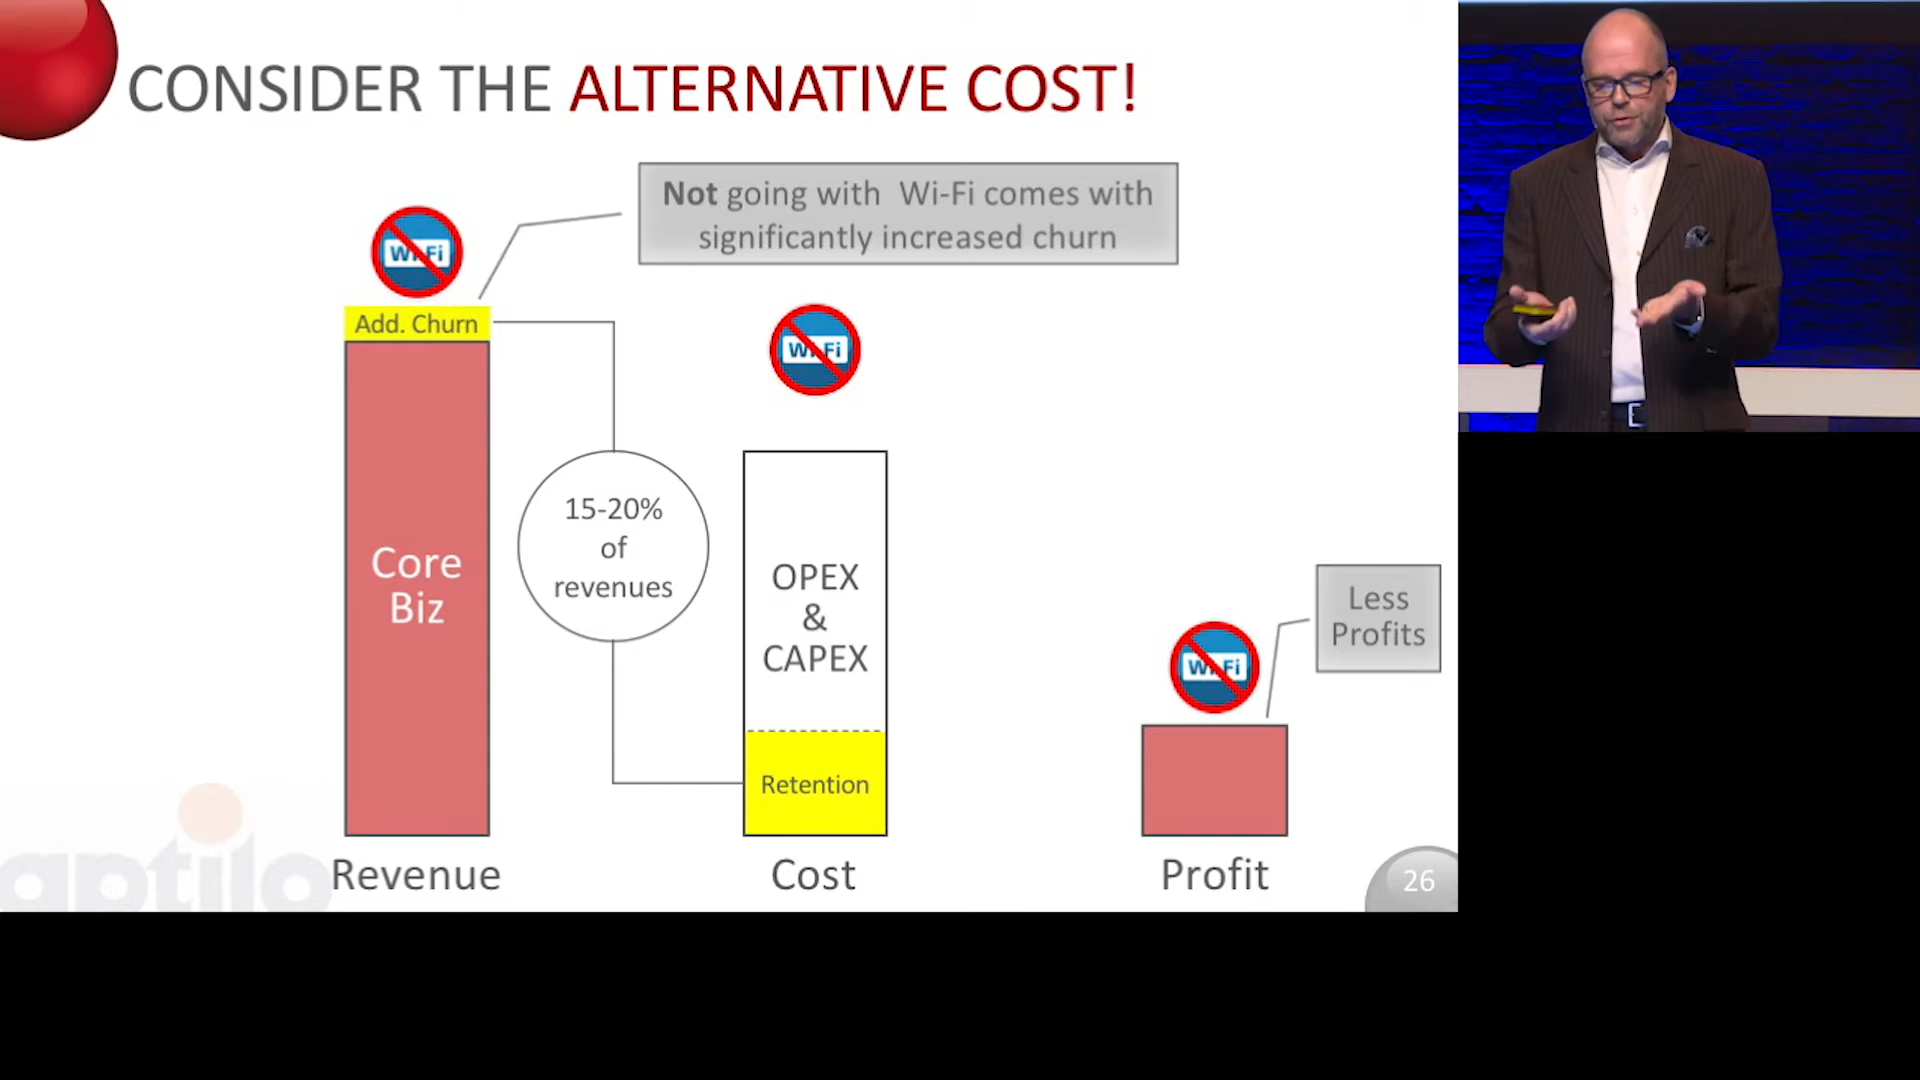 CONSIDER THE ALTERNATIVE COST!
Not going with Wi-Fi comes with
significantly increased churn
Wi-Fi
Add. Churn
Wi-Fi
15-20%
of
revenues
Core
Biz
OPEX
&
CAPEX
Less
Profits
Wi-Fi
Retention
aptilo
Revenue
Cost
Profit
26